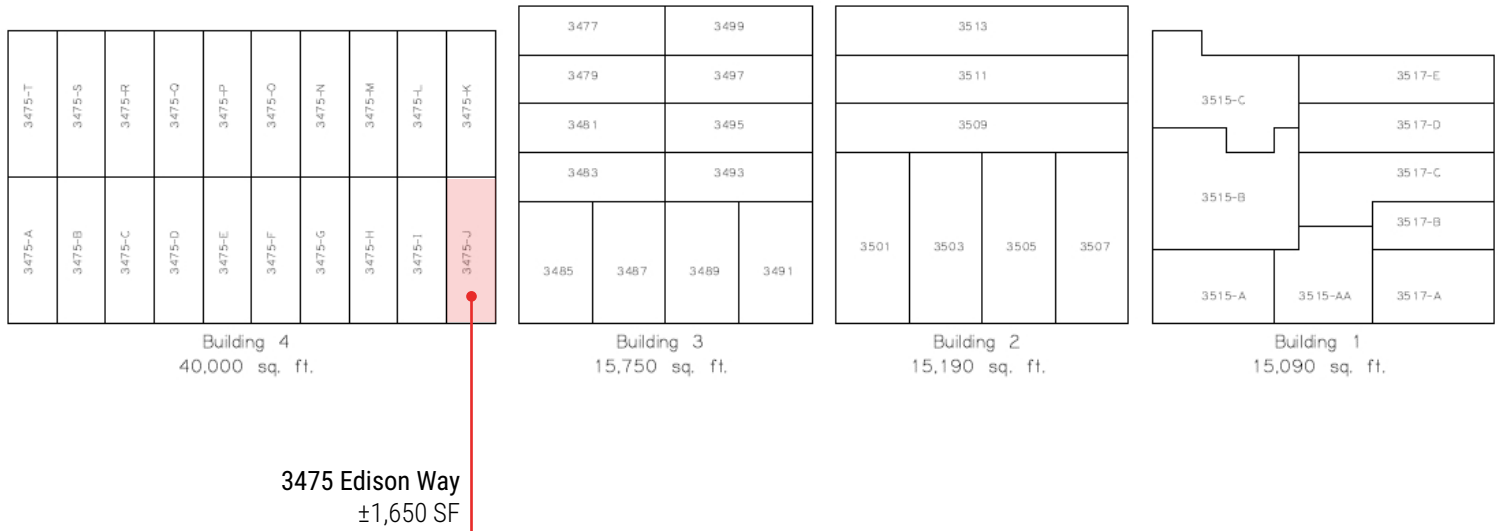 3475-T
3475-S
3475-R
3475-Q
3475-P
3475-O
3475-N
3475-M
3475-L
3475-K
3475-A
3475-B
3475-C
3475-D
3475-E
3475-F
3475-G
3475-H
3475-I
3475-J
Building 4
40,000 sq. ft.
3477
3499
3479
3497
3481
3495
3483
3493
3485
3487
3489
3491
Building 3
15,750 sq. ft.
3513
3511
3509
3501
3503
3505
3507
Building 2
15,190 sq. ft.
3515-C
3517-E
3517-D
3517-C
3515-B
3517-B
3515-A
3515-AA
3517-A
Building 1
15,090 sq. ft.
3475 Edison Way
±1,650 SF